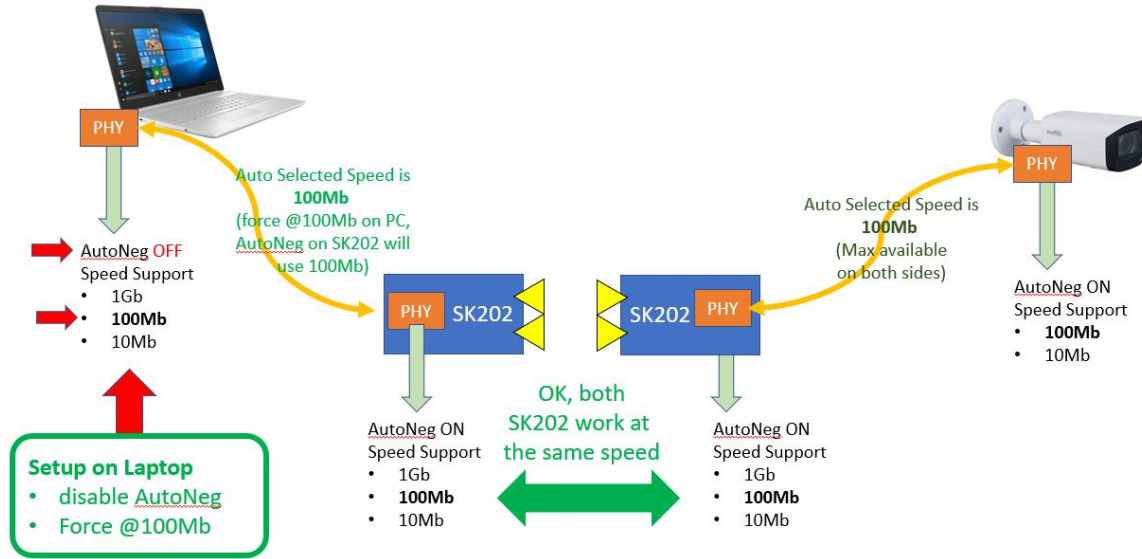 PHY
Auto Selected Speed is
100Mb
(force @100Mb on PC,
AutoNeg on SK202 will
use 100Mb)
AutoNeg OFF
Speed Support
• 1Gb
• 100Mb
• 10Mb
Setup on Laptop
• disable AutoNeg
• Force @100Mb
PHY
SK202
AutoNeg ON
Speed Support
• 1Gb
• 100Mb
• 10Mb
OK, both
SK202 work at
the same speed
SK202
PHY
AutoNeg ON
Speed Support
• 1Gb
• 100Mb
• 10Mb
Auto Selected Speed is
100Mb
(Max available
on both sides)
PHY
AutoNeg ON
Speed Support
• 100Mb
• 10Mb